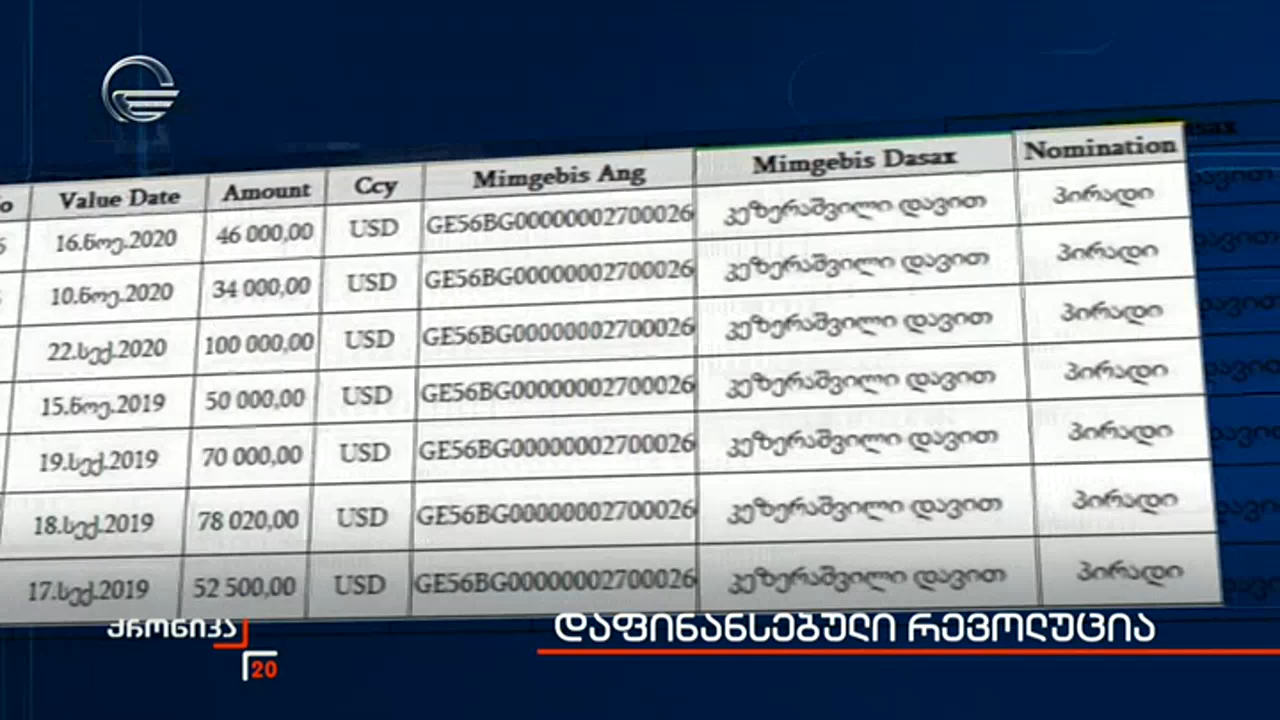 Value Date Amount Ccy Mimgebis Ang Mimgebis Dasax Nomination
16.ნოე.2020 46 000,00 USD GE56BG00000002700026 კეზერაშვილი დავით პირადი
10.ნოე.2020 34 000,00 USD GE56BG00000002700026 კეზერაშვილი დავით პირადი
22.სექ.2020 100 000,00 USD GE56BG00000002700026 კეზერაშვილი დავით პირადი
15.ნოე.2019 50 000,00 USD GE56BG00000002700026 კეზერაშვილი დავით პირადი
19.სექ.2019 70 000,00 USD GE56BG00000002700026 კეზერაშვილი დავით პირადი
18.სექ.2019 78 020,00 USD GE56BG00000002700026 კეზერაშვილი დავით პირადი
17.სექ.2019 52 500,00 USD GE56BG00000002700026 კეზერაშვილი დავით პირადი
ქრონიკა დაფინანსებული რევოლუცია
20